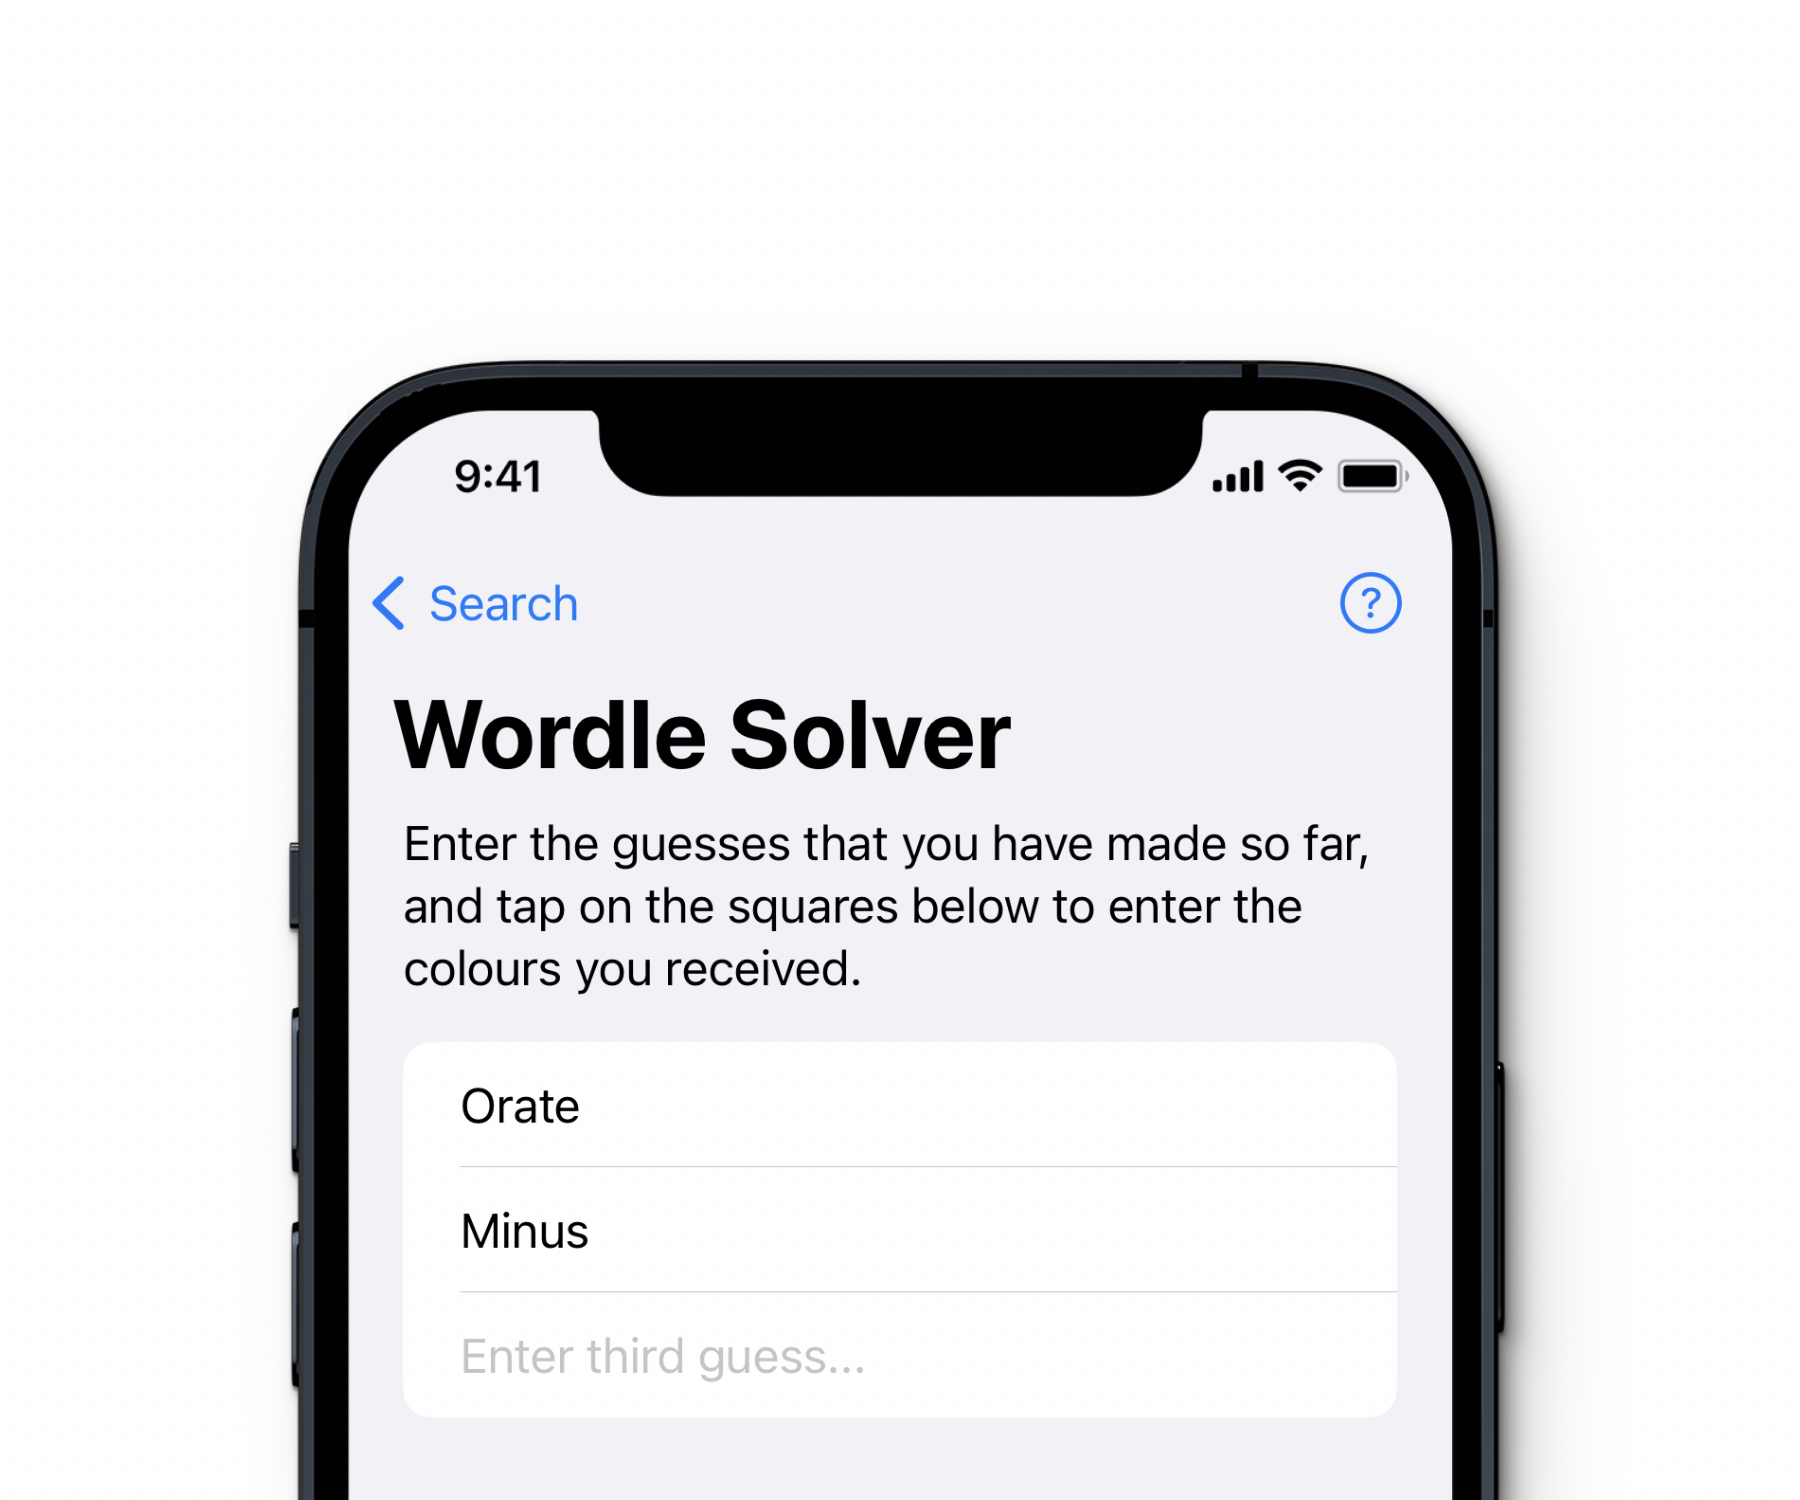 9:41
Search
?
Wordle Solver
Enter the guesses that you have made so far,
and tap on the squares below to enter the
colours you received.
Orate
Minus
Enter third guess...